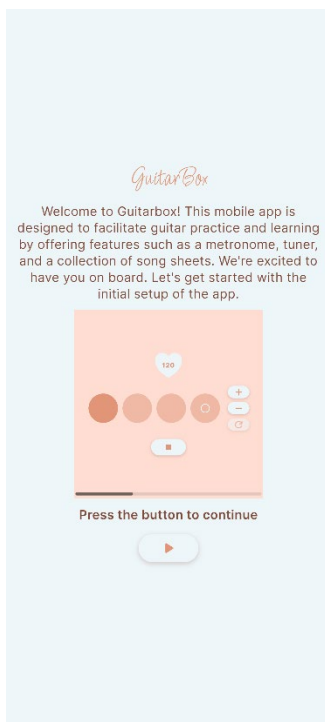 GuitarBox
Welcome to Guitarbox! This mobile app is
designed to facilitate guitar practice and learning
by offering features such as a metronome, tuner,
and a collection of song sheets. We're excited to
have you on board. Let's get started with the
initial setup of the app.
120
Press the button to continue